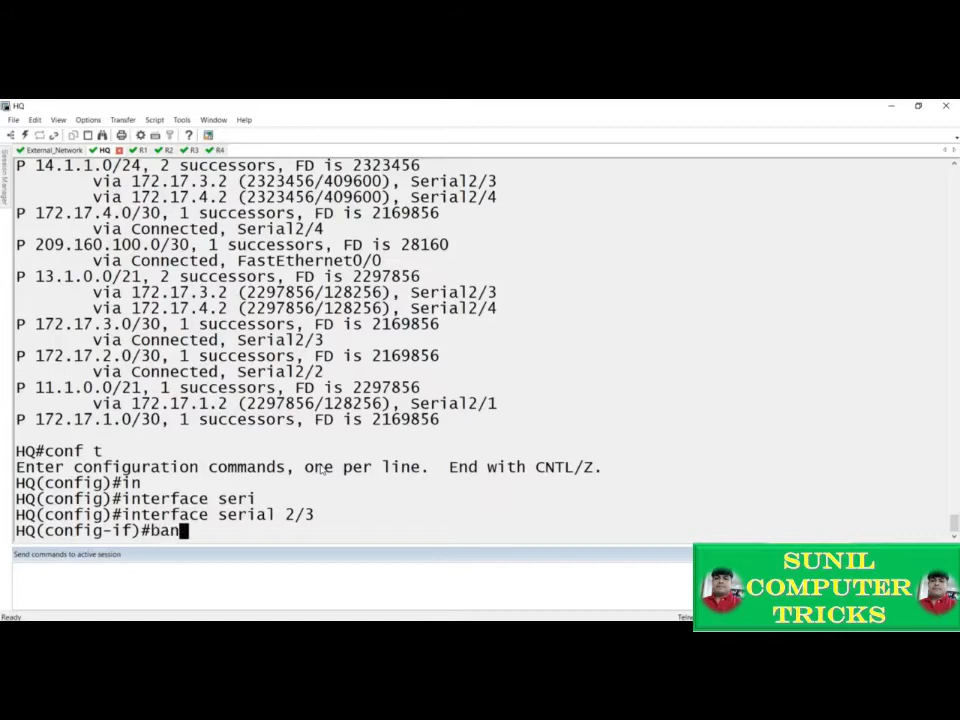 HQ
File Edit View Options Transfer Script Tools Window Help
External_Network HQ R1 R2 R3 R4
Session Manager
P 14.1.1.0/24, 2 successors, FD is 2323456
via 172.17.3.2 (2323456/409600), Serial2/3
via 172.17.4.2 (2323456/409600), Serial2/4
P 172.17.4.0/30, 1 successors, FD is 2169856
via Connected, Serial2/4
P 209.160.100.0/30, 1 successors, FD is 28160
via Connected, FastEthernet0/0
P 13.1.0.0/21, 2 successors, FD is 2297856
via 172.17.3.2 (2297856/128256), Serial2/3
via 172.17.4.2 (2297856/128256), Serial2/4
P 172.17.3.0/30, 1 successors, FD is 2169856
via Connected, Serial2/3
P 172.17.2.0/30, 1 successors, FD is 2169856
via Connected, Serial2/2
P 11.1.0.0/21, 1 successors, FD is 2297856
via 172.17.1.2 (2297856/128256), Serial2/1
P 172.17.1.0/30, 1 successors, FD is 2169856
HQ#conf t
Enter configuration commands, one per line. End with CNTL/Z.
HQ(config)#in
HQ(config)#interface seri
HQ(config)#interface serial 2/3
HQ(config-if)#ban
Send commands to active session
Ready
SUNIL
COMPUTER
TRICKS